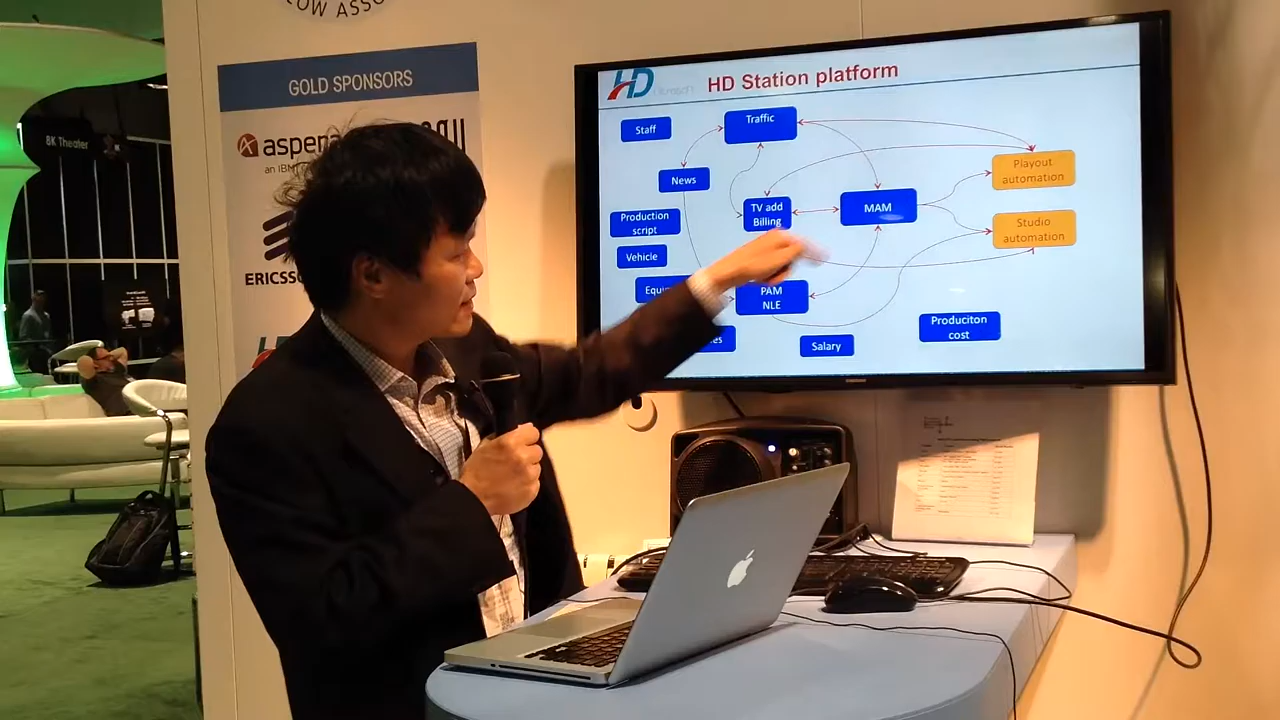 GOLD SPONSORS
aspera
an IBM
ERICSSO
8K Theater
HD
HD Station platform
Staff
Traffic
News
Production
script
Vehicle
TV add
Billing
MAM
Playout
automation
Studio
automation
PAM
NLE
Salary
Produciton
cost